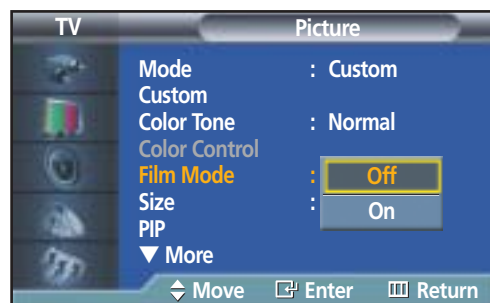 TV Picture
Mode : Custom
Custom
Color Tone : Normal
Color Control
Film Mode : Off
Size : On
PIP
▼ More
Move Enter Return